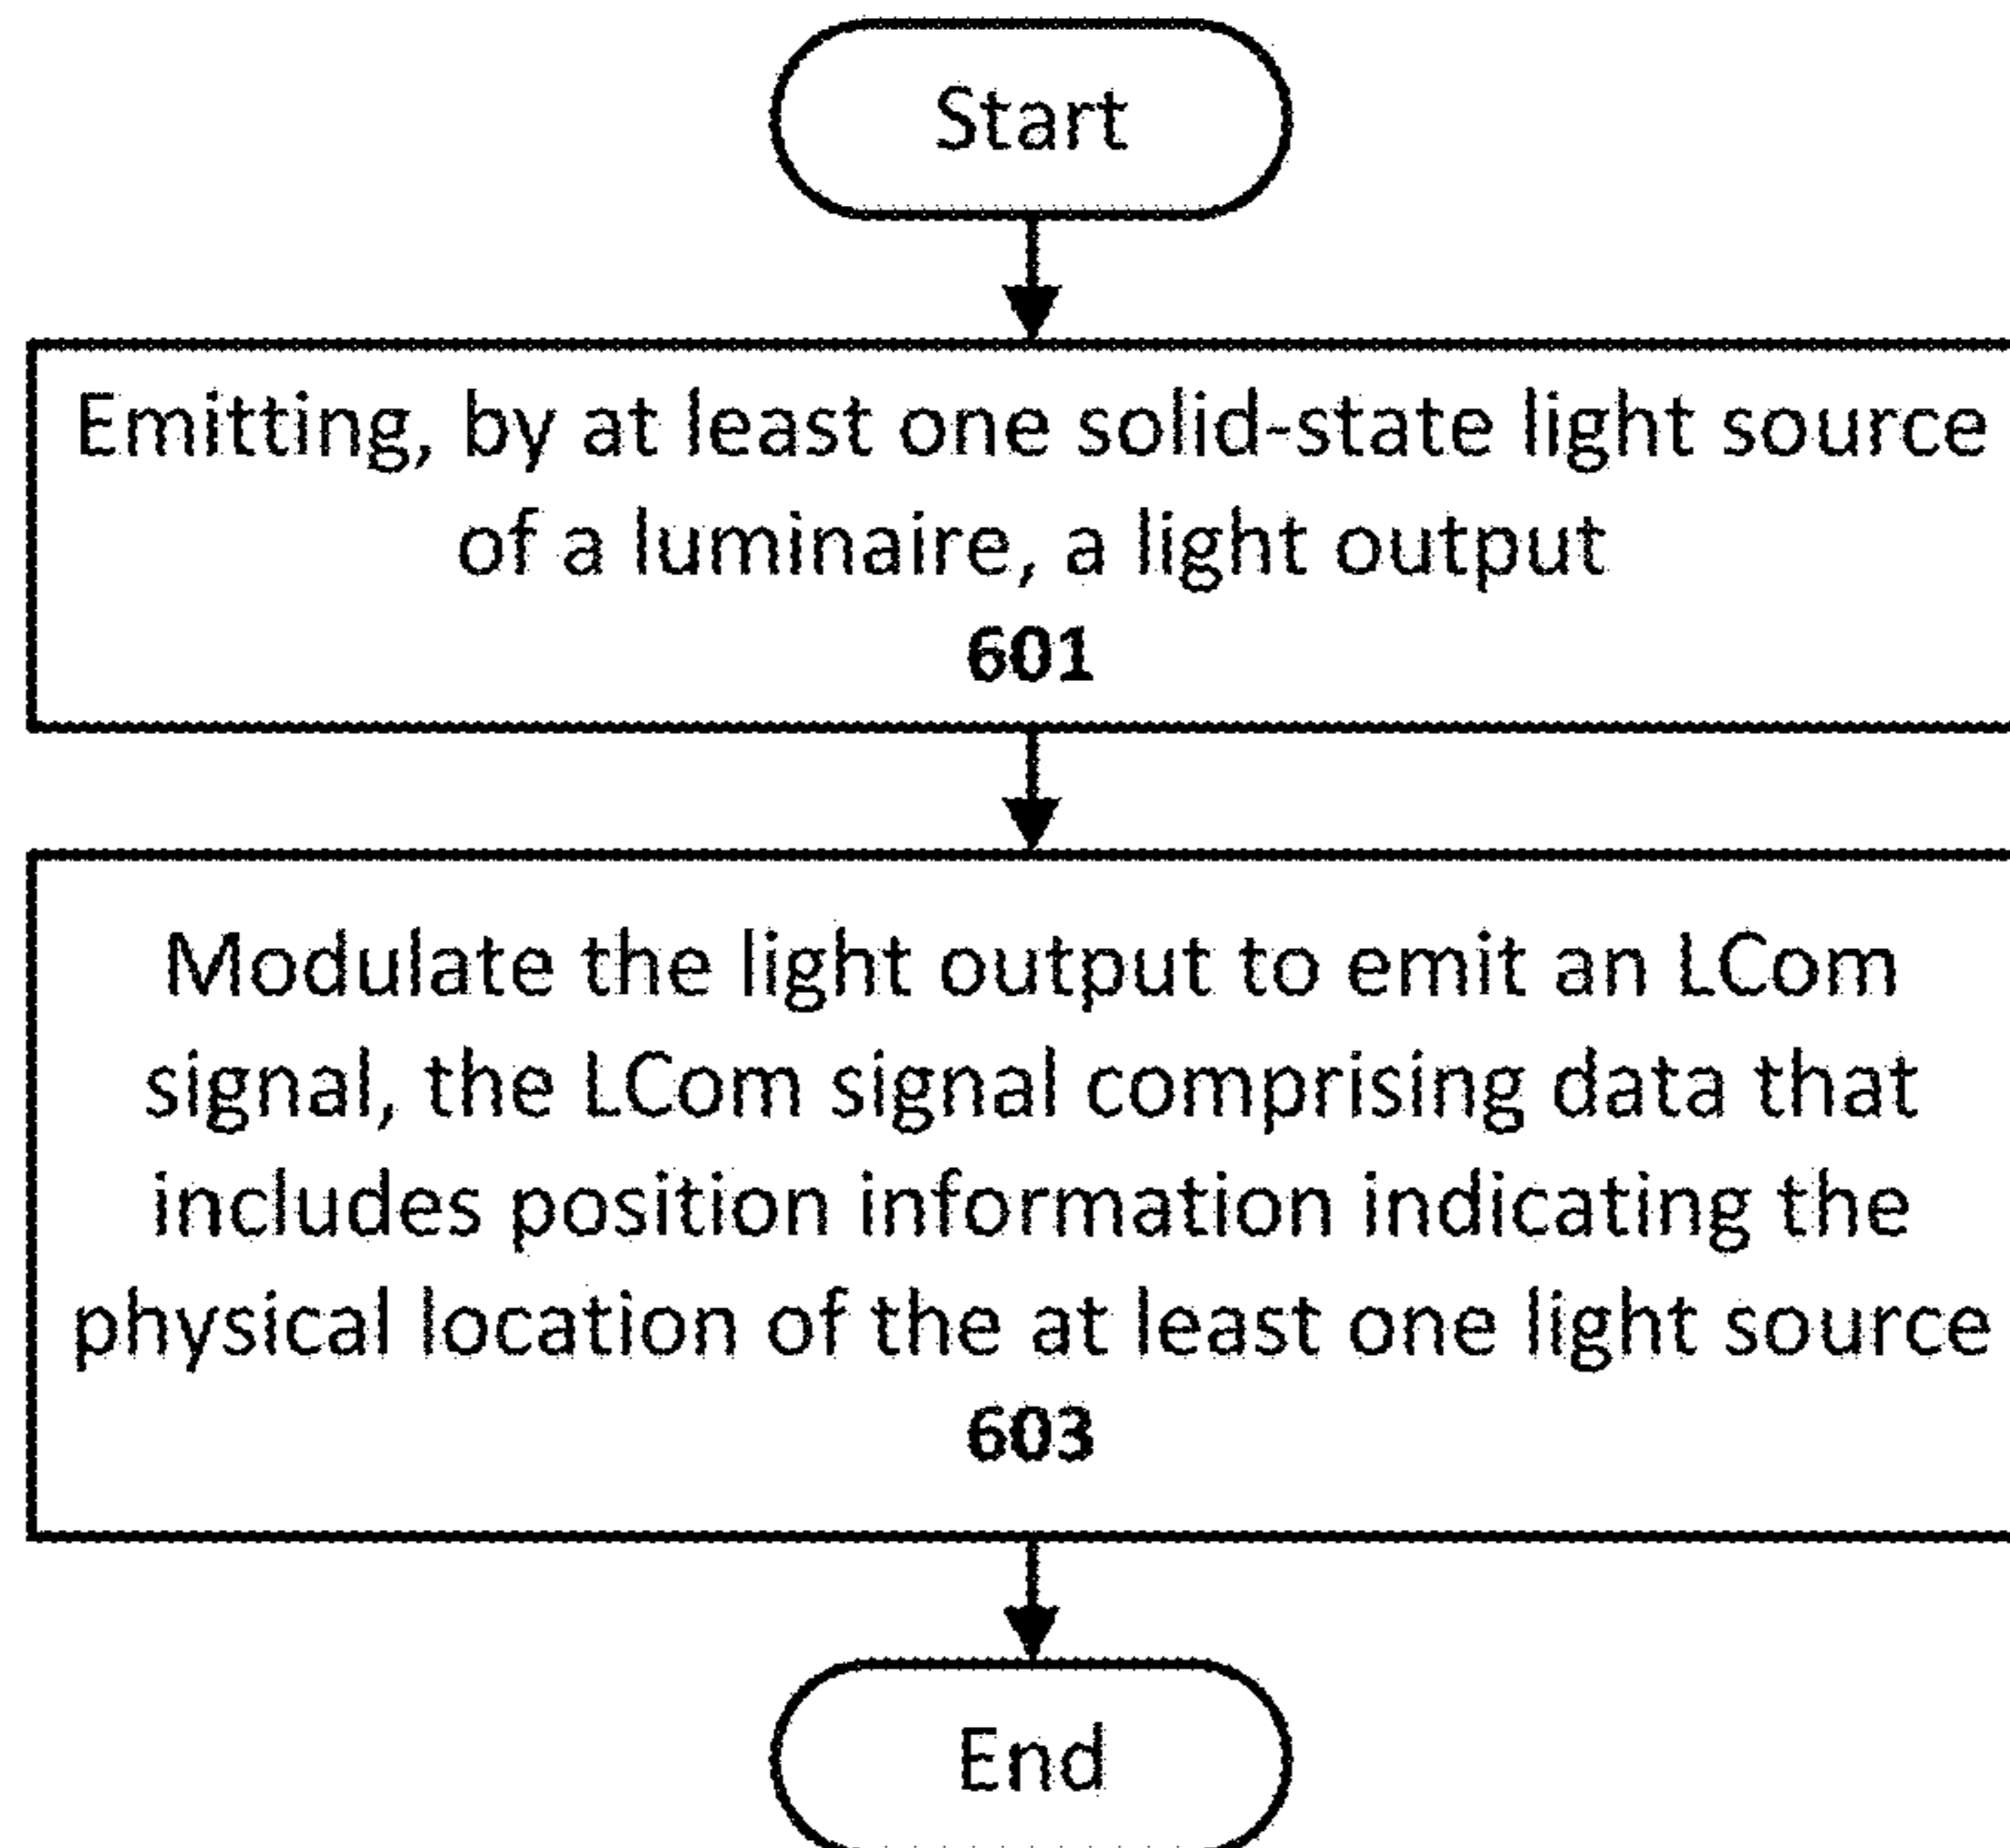 Start
Emitting, by at least one solid-state light source
of a luminaire, a light output
601
Modulate the light output to emit an LCom
signal, the LCom signal comprising data that
includes position information indicating the
physical location of the at least one light source
603
End